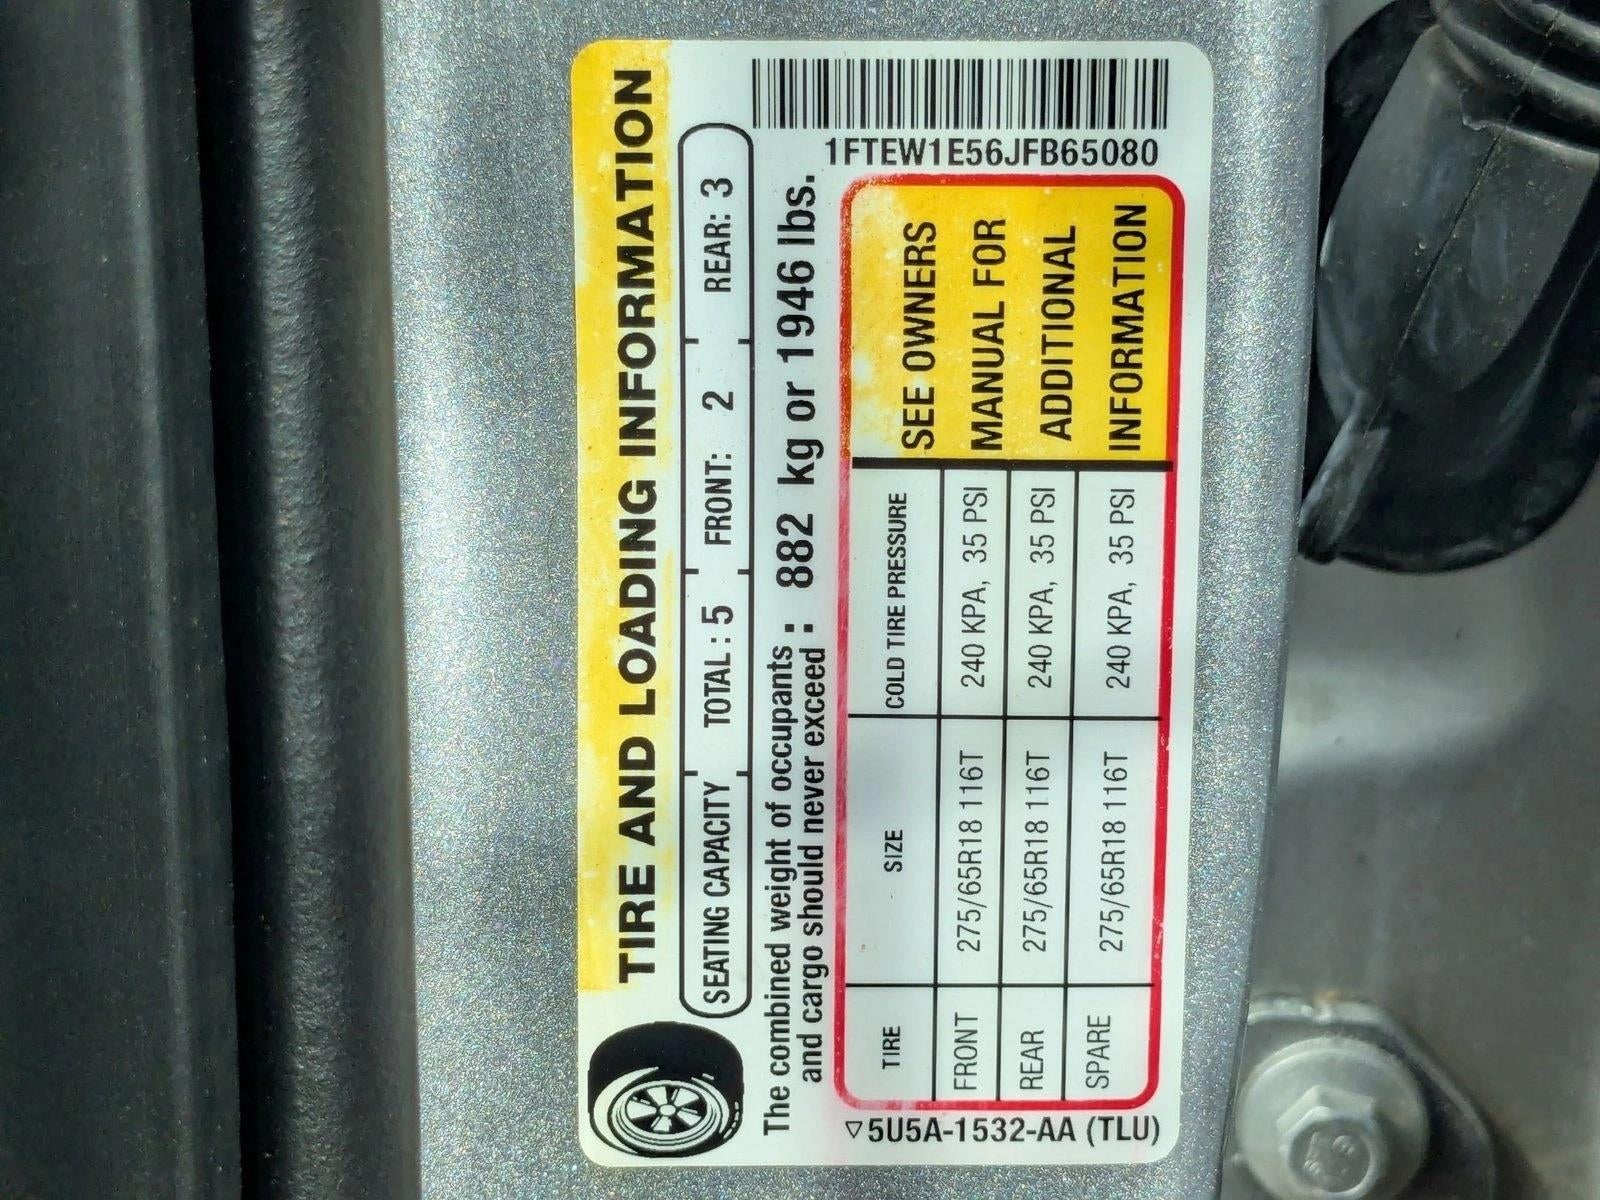 TIRE AND LOADING INFORMATION
SEATING CAPACITY TOTAL : 5 FRONT: 2 REAR: 3
The combined weight of occupants
and cargo should never exceed : 882 kg or 1946 lbs.
1FTEW1E56JFB65080
TIRE SIZE COLD TIRE PRESSURE
FRONT 275/65R18 116T 240 KPA, 35 PSI
REAR 275/65R18 116T 240 KPA, 35 PSI
SPARE 275/65R18 116T 240 KPA, 35 PSI
SEE OWNERS
MANUAL FOR
ADDITIONAL
INFORMATION
▽5U5A-1532-AA (TLU)